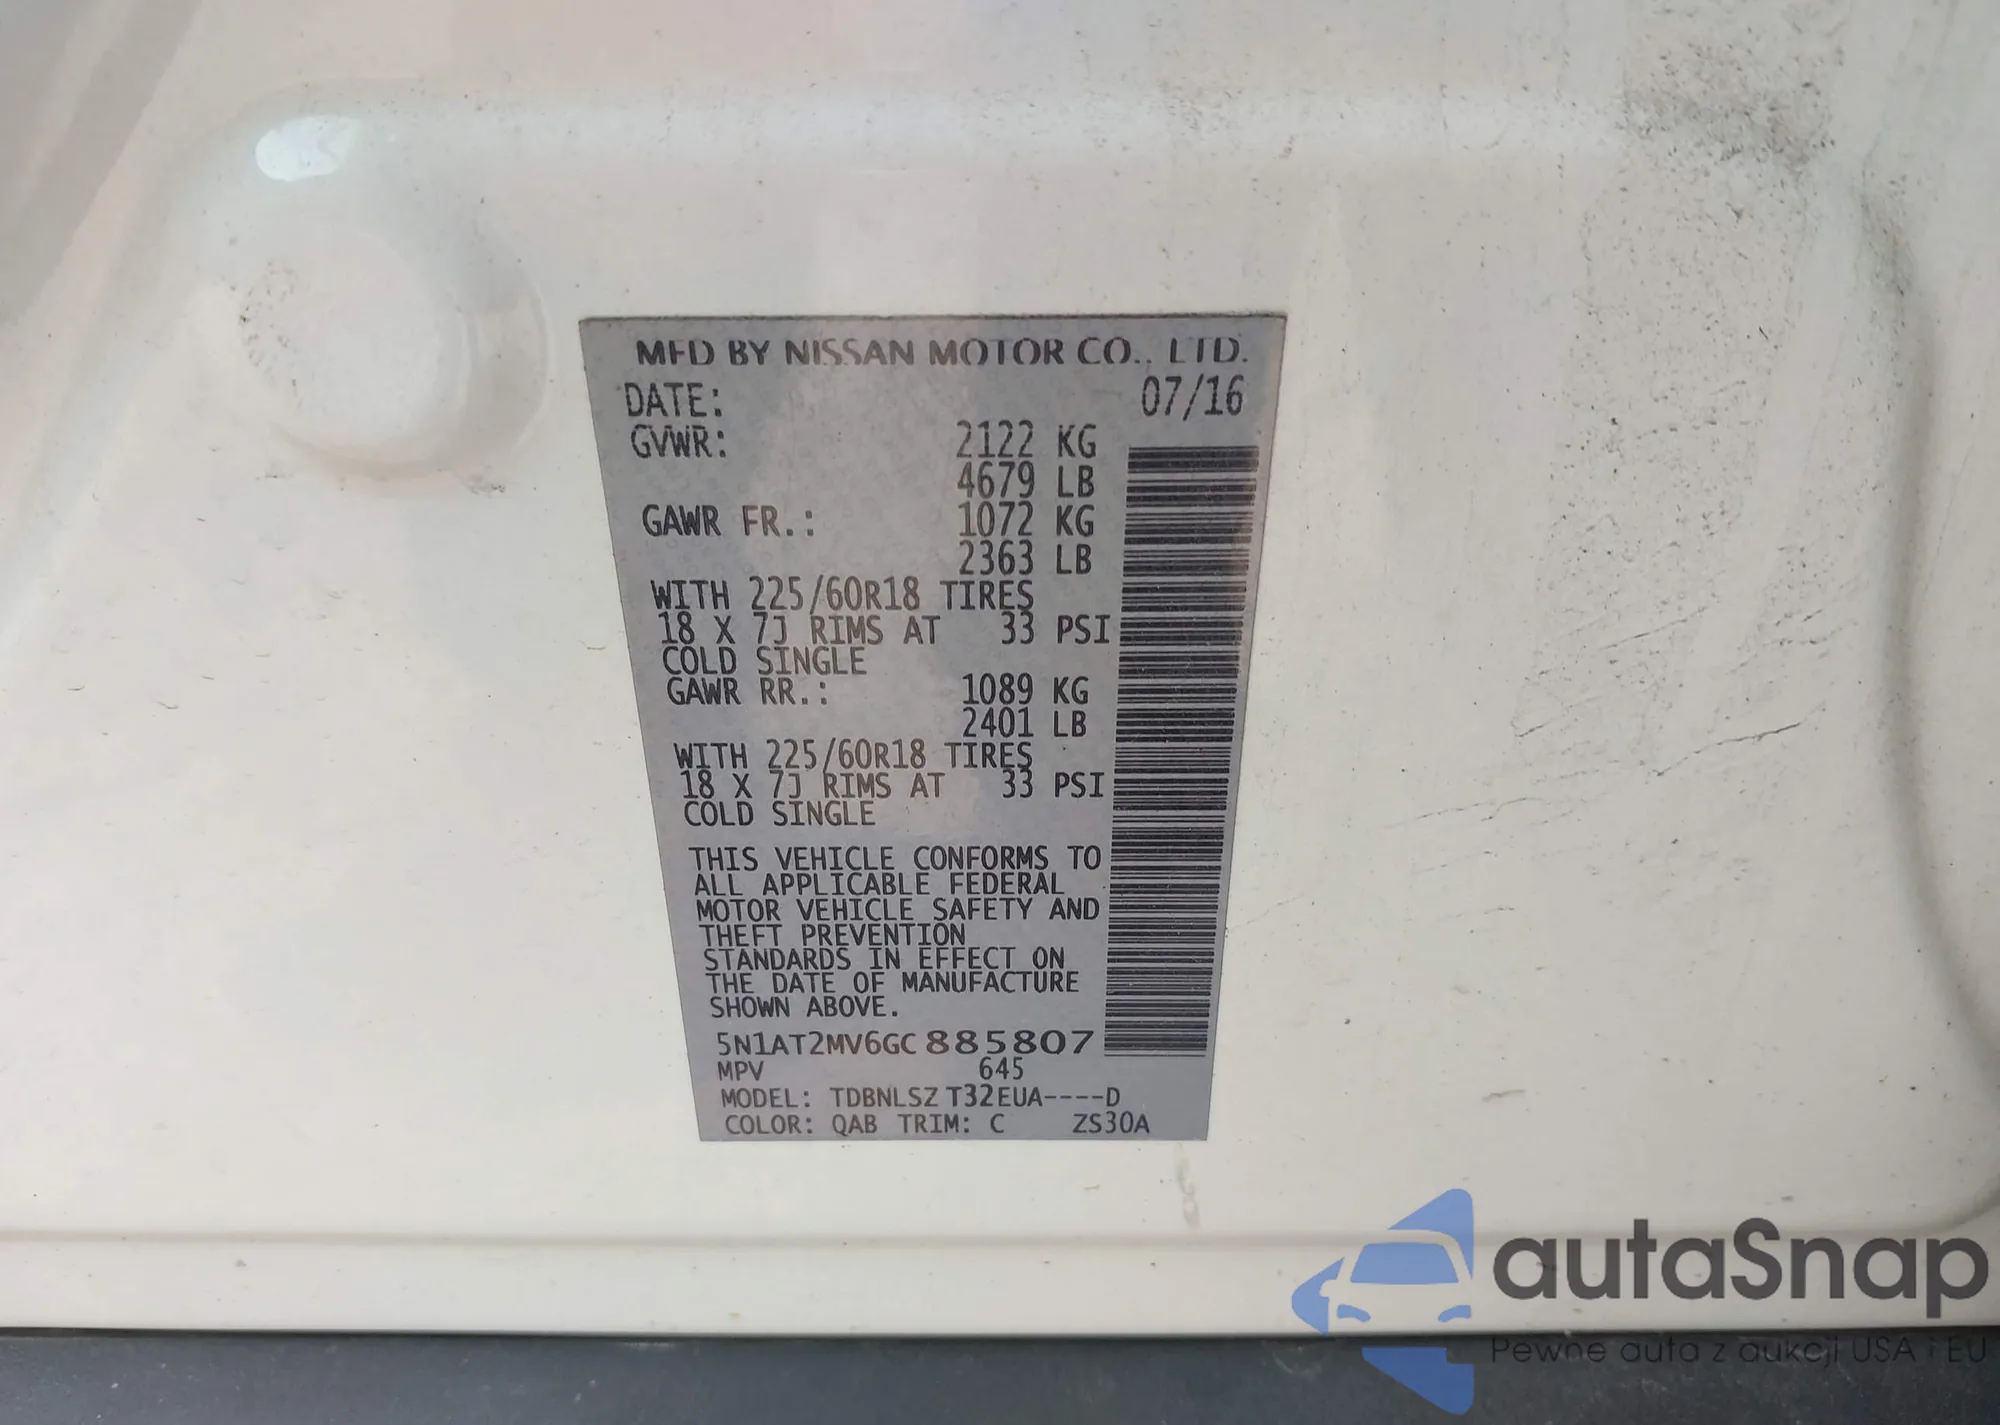 MFD BY NISSAN MOTOR CO., LTD.
DATE: 07/16
GVWR: 2122 KG
4679 LB
GAWR FR.: 1072 KG
2363 LB
WITH 225/60R18 TIRES
18 X 7J RIMS AT 33 PSI
COLD SINGLE
GAWR RR.: 1089 KG
2401 LB
WITH 225/60R18 TIRES
18 X 7J RIMS AT 33 PSI
COLD SINGLE
THIS VEHICLE CONFORMS TO
ALL APPLICABLE FEDERAL
MOTOR VEHICLE SAFETY AND
THEFT PREVENTION
STANDARDS IN EFFECT ON
THE DATE OF MANUFACTURE
SHOWN ABOVE.
5N1AT2MV6GC885807
MPV 645
MODEL: TDBNLSZ T32EUA----D
COLOR: QAB TRIM: C ZS30A
autaSnap
Pewne auta z aukcji USA i EU